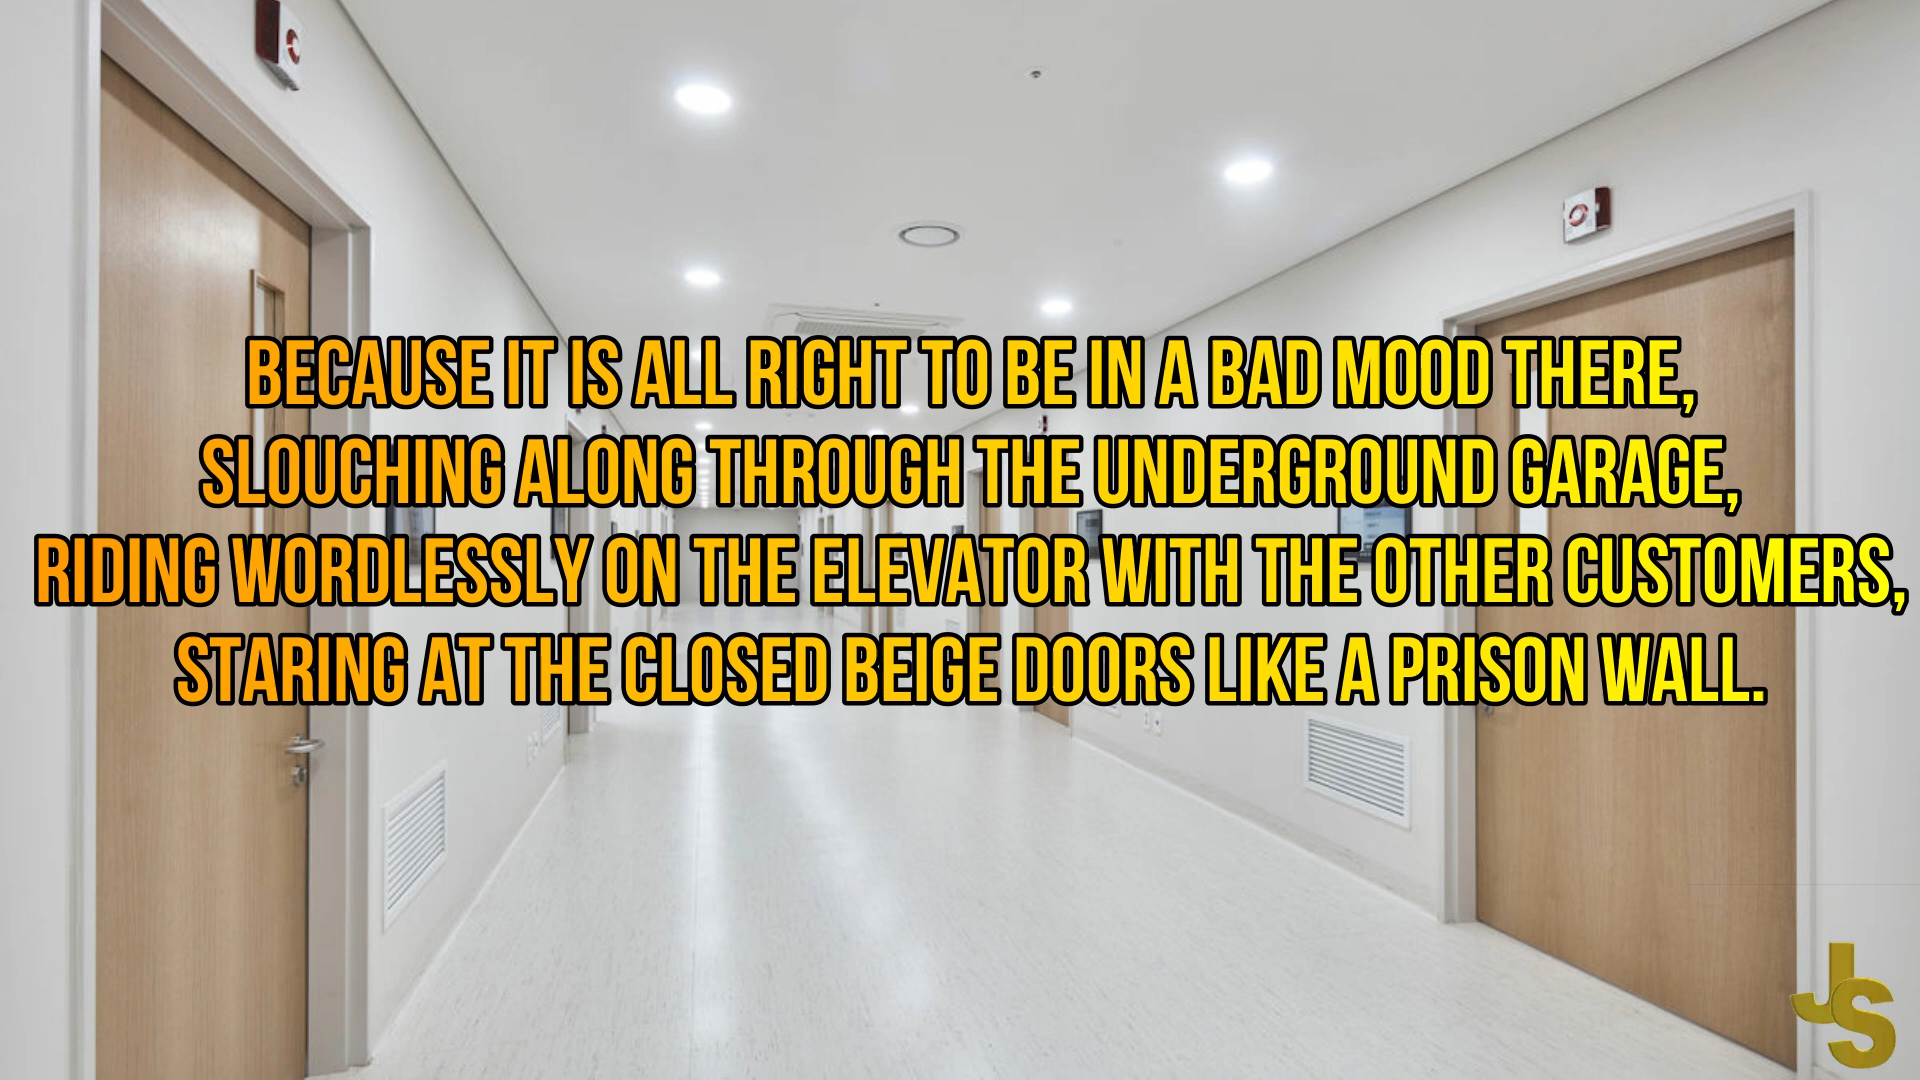 BECAUSE IT IS ALL RIGHT TO BE IN A BAD MOOD THERE,
SLOUCHING ALONG THROUGH THE UNDERGROUND GARAGE,
RIDING WORDLESSLY ON THE ELEVATOR WITH THE OTHER CUSTOMERS,
STARING AT THE CLOSED BEIGE DOORS LIKE A PRISON WALL.
JS